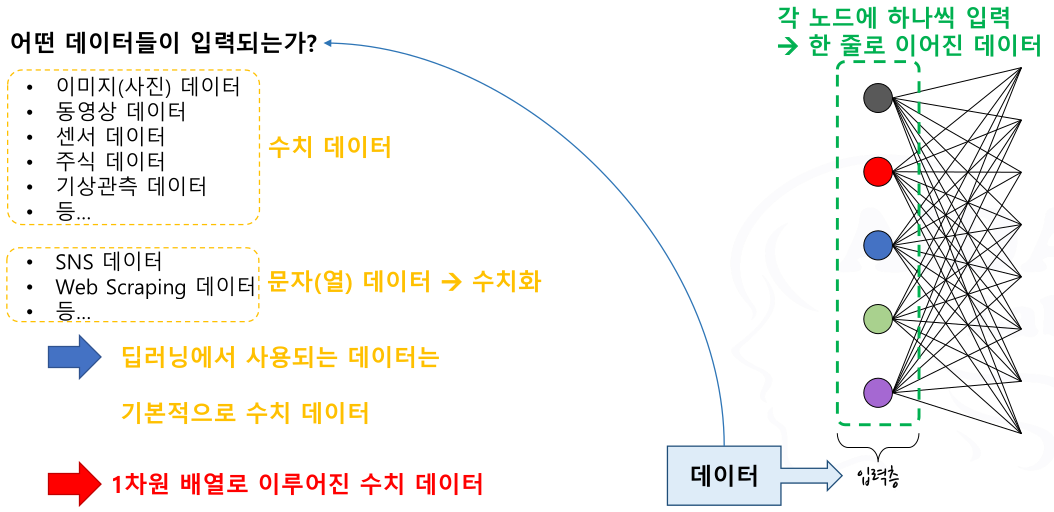 각 노드에 하나씩 입력
→ 한 줄로 이어진 데이터
어떤 데이터들이 입력되는가?
• 이미지(사진) 데이터
• 동영상 데이터
• 센서 데이터
• 주식 데이터
• 기상관측 데이터
• 등...
수치 데이터
• SNS 데이터
• Web Scraping 데이터
• 등...
문자(열) 데이터 → 수치화
딥러닝에서 사용되는 데이터는
기본적으로 수치 데이터
1차원 배열로 이루어진 수치 데이터
데이터
입력층